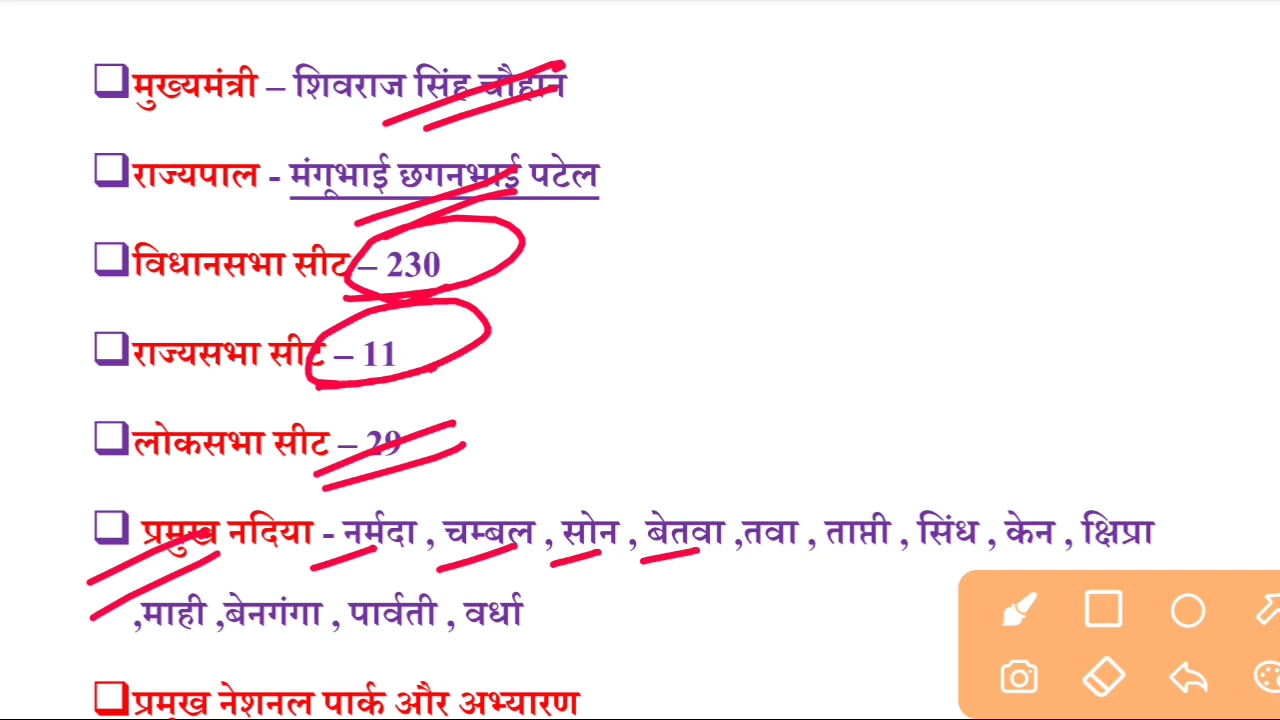 मुख्यमंत्री – शिवराज सिंह चौहान
राज्यपाल - मंगूभाई छगनभाई पटेल
विधानसभा सीट – 230
राज्यसभा सीट – 11
लोकसभा सीट – 29
प्रमुख नदिया - नर्मदा , चम्बल , सोन , बेतवा ,तवा , ताप्ती , सिंध , केन , क्षिप्रा
,माही ,बेनगंगा , पार्वती , वर्धा
प्रमुख नेशनल पार्क और अभ्यारण